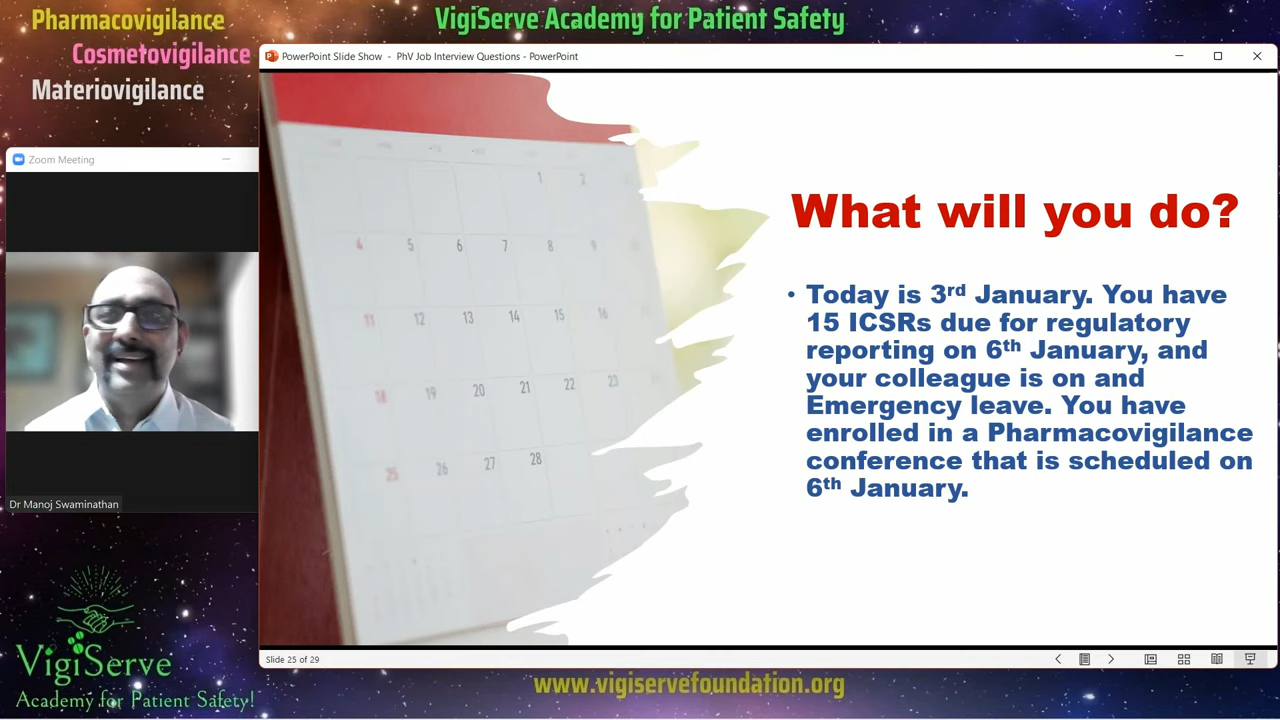 Pharmacovigilance
Cosmetovigilance
Materiovigilance
VigiServe Academy for Patient Safety
PowerPoint Slide Show - PhV Job Interview Questions - PowerPoint
Zoom Meeting
Dr Manoj Swaminathan
1 2
4 5 6 7 8 9
11 12 13 14 15 16
18 19 20 21 22 23
25 26 27 28
What will you do?
• Today is 3rd January. You have
15 ICSRs due for regulatory
reporting on 6th January, and
your colleague is on and
Emergency leave. You have
enrolled in a Pharmacovigilance
conference that is scheduled on
6th January.
Slide 25 of 29
VigiServe
Academy for Patient Safety!
www.vigiservefoundation.org